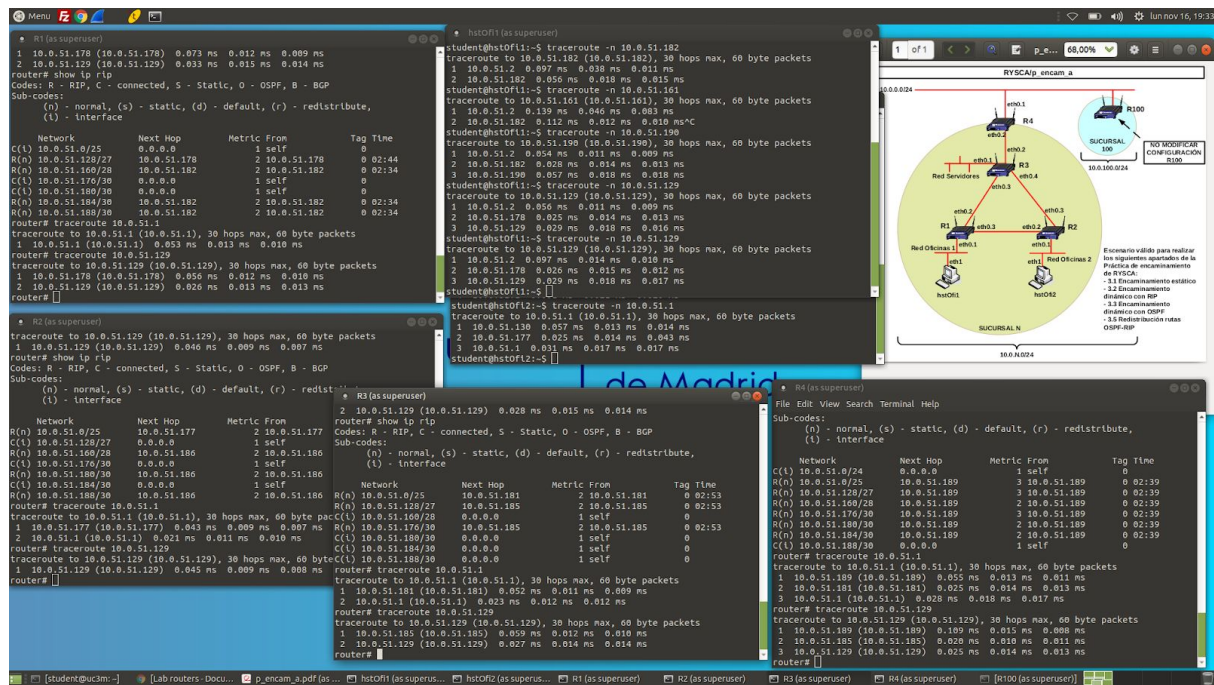 Menu
lun nov 16, 19:33
R1 (as superuser)
1 10.0.51.178 (10.0.51.178) 0.073 ms 0.012 ms 0.009 ms
2 10.0.51.129 (10.0.51.129) 0.033 ms 0.015 ms 0.014 ms
router# show ip rip
Codes: R - RIP, C - connected, S - Static, O - OSPF, B - BGP
Sub-codes:
(n) - normal, (s) - static, (d) - default, (r) - redistribute,
(i) - interface
Network Next Hop Metric From Tag Time
C(i) 10.0.51.0/25 0.0.0.0 1 self 0
R(n) 10.0.51.128/27 10.0.51.178 2 10.0.51.178 0 02:44
R(n) 10.0.51.160/28 10.0.51.182 2 10.0.51.182 0 02:34
C(i) 10.0.51.176/30 0.0.0.0 1 self 0
C(i) 10.0.51.180/30 0.0.0.0 1 self 0
R(n) 10.0.51.184/30 10.0.51.182 2 10.0.51.182 0 02:34
R(n) 10.0.51.188/30 10.0.51.182 2 10.0.51.182 0 02:34
router# traceroute 10.0.51.1
traceroute to 10.0.51.1 (10.0.51.1), 30 hops max, 60 byte packets
1 10.0.51.1 (10.0.51.1) 0.053 ms 0.013 ms 0.010 ms
router# traceroute 10.0.51.129
traceroute to 10.0.51.129 (10.0.51.129), 30 hops max, 60 byte packets
1 10.0.51.178 (10.0.51.178) 0.056 ms 0.012 ms 0.010 ms
2 10.0.51.129 (10.0.51.129) 0.026 ms 0.013 ms 0.013 ms
router#
hstOfi1 (as superuser)
student@hstOfi1:~$ traceroute -n 10.0.51.182
traceroute to 10.0.51.182 (10.0.51.182), 30 hops max, 60 byte packets
1 10.0.51.2 0.097 ms 0.038 ms 0.011 ms
2 10.0.51.182 0.056 ms 0.018 ms 0.015 ms
student@hstOfi1:~$ traceroute -n 10.0.51.161
traceroute to 10.0.51.161 (10.0.51.161), 30 hops max, 60 byte packets
1 10.0.51.2 0.139 ms 0.046 ms 0.083 ms
2 10.0.51.182 0.112 ms 0.012 ms 0.010 ms^C
student@hstOfi1:~$ traceroute -n 10.0.51.190
traceroute to 10.0.51.190 (10.0.51.190), 30 hops max, 60 byte packets
1 10.0.51.2 0.054 ms 0.011 ms 0.009 ms
2 10.0.51.182 0.028 ms 0.014 ms 0.013 ms
3 10.0.51.190 0.057 ms 0.018 ms 0.018 ms
student@hstOfi1:~$ traceroute -n 10.0.51.129
traceroute to 10.0.51.129 (10.0.51.129), 30 hops max, 60 byte packets
1 10.0.51.2 0.056 ms 0.011 ms 0.009 ms
2 10.0.51.178 0.025 ms 0.014 ms 0.013 ms
3 10.0.51.129 0.029 ms 0.018 ms 0.016 ms
student@hstOfi1:~$ traceroute -n 10.0.51.129
traceroute to 10.0.51.129 (10.0.51.129), 30 hops max, 60 byte packets
1 10.0.51.2 0.097 ms 0.014 ms 0.010 ms
2 10.0.51.178 0.026 ms 0.015 ms 0.012 ms
3 10.0.51.129 0.029 ms 0.018 ms 0.017 ms
student@hstOfi1:~$
student@hstOfi2:~$ traceroute -n 10.0.51.1
traceroute to 10.0.51.1 (10.0.51.1), 30 hops max, 60 byte packets
1 10.0.51.130 0.057 ms 0.013 ms 0.014 ms
2 10.0.51.177 0.025 ms 0.014 ms 0.043 ms
3 10.0.51.1 0.031 ms 0.017 ms 0.017 ms
student@hstOfi2:~$
1 of 1 p_e... 68,00%
RYSCA/p_encam_a
10.0.0.0/24
eth0.1
R4
eth0.2
R100
SUCURSAL
100
NO MODIFICAR
CONFIGURACIÓN
R100
10.0.100.0/24
eth0.2
eth0.1
R3
Red Servidores
eth0.4
eth0.3
eth0.2
eth0.3
R1
eth0.3
eth0.2
R2
Red Oficinas 1
eth0.1
eth0.1
eth1
eth1
Red Oficinas 2
hstOfi1
hstOfi2
Escenario válido para realizar
los siguientes apartados de la
Práctica de encaminamiento
de RYSCA:
- 3.1 Encaminamiento estático
- 3.2 Encaminamiento
dinámico con RIP
- 3.3 Encaminamiento
dinámico con OSPF
- 3.5 Redistribución rutas
OSPF-RIP
SUCURSAL N
10.0.N.0/24
de Madrid
R2 (as superuser)
traceroute to 10.0.51.129 (10.0.51.129), 30 hops max, 60 byte packets
1 10.0.51.129 (10.0.51.129) 0.046 ms 0.009 ms 0.007 ms
router# show ip rip
Codes: R - RIP, C - connected, S - Static, O - OSPF, B - BGP
Sub-codes:
(n) - normal, (s) - static, (d) - default, (r) - redist
(i) - interface
Network Next Hop Metric From
R(n) 10.0.51.0/25 10.0.51.177 2 10.0.51.177
C(i) 10.0.51.128/27 0.0.0.0 1 self
R(n) 10.0.51.160/28 10.0.51.186 2 10.0.51.186
C(i) 10.0.51.176/30 0.0.0.0 1 self
R(n) 10.0.51.180/30 10.0.51.186 2 10.0.51.186
C(i) 10.0.51.184/30 0.0.0.0 1 self
R(n) 10.0.51.188/30 10.0.51.186 2 10.0.51.186
router# traceroute 10.0.51.1
traceroute to 10.0.51.1 (10.0.51.1), 30 hops max, 60 byte pac
1 10.0.51.177 (10.0.51.177) 0.043 ms 0.009 ms 0.007 ms
2 10.0.51.1 (10.0.51.1) 0.021 ms 0.011 ms 0.010 ms
router# traceroute 10.0.51.129
traceroute to 10.0.51.129 (10.0.51.129), 30 hops max, 60 byte
1 10.0.51.129 (10.0.51.129) 0.045 ms 0.009 ms 0.008 ms
router#
R3 (as superuser)
2 10.0.51.129 (10.0.51.129) 0.028 ms 0.015 ms 0.014 ms
router# show ip rip
Codes: R - RIP, C - connected, S - Static, O - OSPF, B - BGP
Sub-codes:
(n) - normal, (s) - static, (d) - default, (r) - redistribute,
(i) - interface
Network Next Hop Metric From Tag Time
R(n) 10.0.51.0/25 10.0.51.181 2 10.0.51.181 0 02:53
R(n) 10.0.51.128/27 10.0.51.185 2 10.0.51.185 0 02:53
C(i) 10.0.51.160/28 0.0.0.0 1 self 0
R(n) 10.0.51.176/30 10.0.51.185 2 10.0.51.185 0 02:53
C(i) 10.0.51.180/30 0.0.0.0 1 self 0
C(i) 10.0.51.184/30 0.0.0.0 1 self 0
C(i) 10.0.51.188/30 0.0.0.0 1 self 0
router# traceroute 10.0.51.1
traceroute to 10.0.51.1 (10.0.51.1), 30 hops max, 60 byte packets
1 10.0.51.181 (10.0.51.181) 0.052 ms 0.011 ms 0.009 ms
2 10.0.51.1 (10.0.51.1) 0.023 ms 0.012 ms 0.012 ms
router# traceroute 10.0.51.129
traceroute to 10.0.51.129 (10.0.51.129), 30 hops max, 60 byte packets
1 10.0.51.185 (10.0.51.185) 0.059 ms 0.012 ms 0.010 ms
2 10.0.51.129 (10.0.51.129) 0.027 ms 0.014 ms 0.014 ms
router#
R4 (as superuser)
File Edit View Search Terminal Help
Sub-codes:
(n) - normal, (s) - static, (d) - default, (r) - redistribute,
(i) - interface
Network Next Hop Metric From Tag Time
C(i) 10.0.51.0/24 0.0.0.0 1 self 0
R(n) 10.0.51.0/25 10.0.51.189 3 10.0.51.189 0 02:39
R(n) 10.0.51.128/27 10.0.51.189 3 10.0.51.189 0 02:39
R(n) 10.0.51.160/28 10.0.51.189 2 10.0.51.189 0 02:39
R(n) 10.0.51.176/30 10.0.51.189 3 10.0.51.189 0 02:39
R(n) 10.0.51.180/30 10.0.51.189 2 10.0.51.189 0 02:39
R(n) 10.0.51.184/30 10.0.51.189 2 10.0.51.189 0 02:39
C(i) 10.0.51.188/30 0.0.0.0 1 self 0
router# traceroute 10.0.51.1
traceroute to 10.0.51.1 (10.0.51.1), 30 hops max, 60 byte packets
1 10.0.51.189 (10.0.51.189) 0.055 ms 0.013 ms 0.011 ms
2 10.0.51.181 (10.0.51.181) 0.025 ms 0.014 ms 0.013 ms
3 10.0.51.1 (10.0.51.1) 0.028 ms 0.018 ms 0.017 ms
router# traceroute 10.0.51.129
traceroute to 10.0.51.129 (10.0.51.129), 30 hops max, 60 byte packets
1 10.0.51.189 (10.0.51.189) 0.109 ms 0.015 ms 0.008 ms
2 10.0.51.185 (10.0.51.185) 0.020 ms 0.010 ms 0.011 ms
3 10.0.51.129 (10.0.51.129) 0.025 ms 0.014 ms 0.013 ms
router#
[student@uc3m: ~]
[Lab routers - Docu...
p_encam_a.pdf (as ...
hstOfi1 (as superus...
hstOfi2 (as superus...
R1 (as superuser)
R2 (as superuser)
R3 (as superuser)
R4 (as superuser)
[R100 (as superuser)]